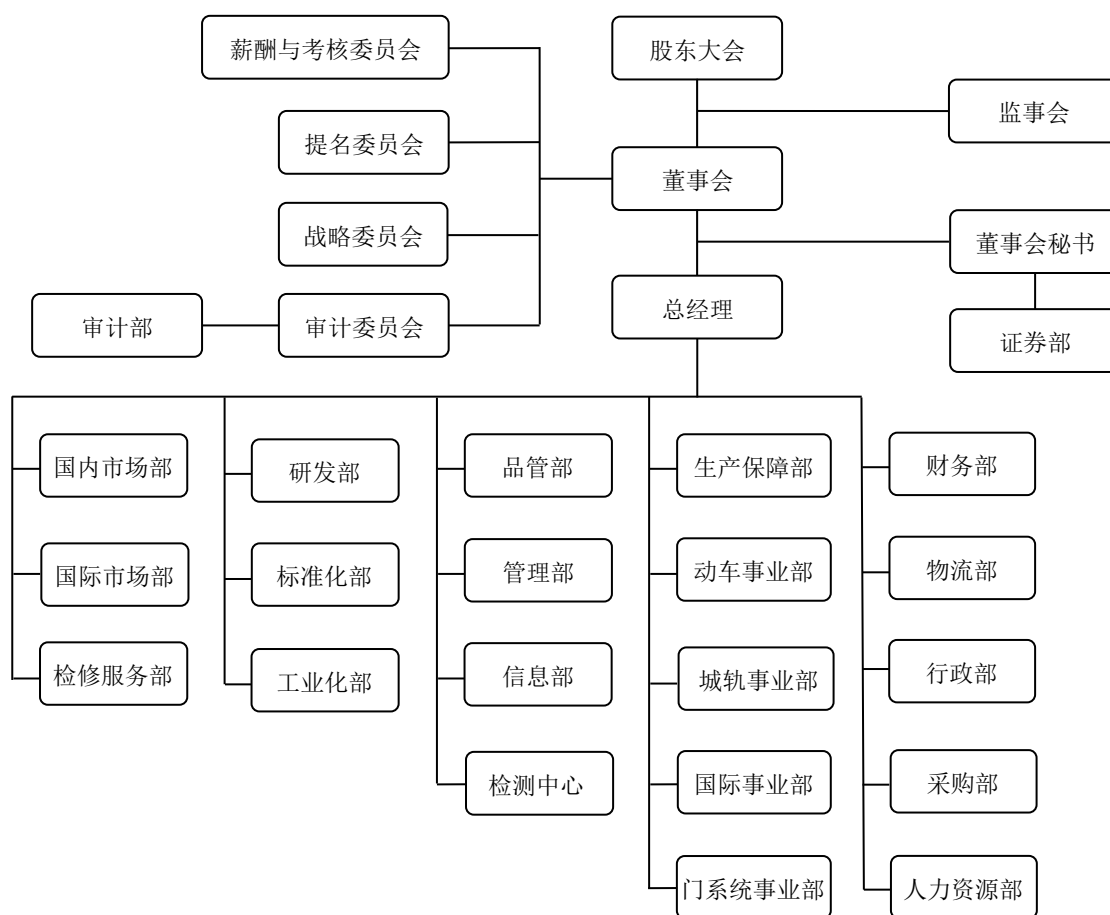 薪酬与考核委员会
股东大会
监事会
提名委员会
董事会
战略委员会
董事会秘书
总经理
审计部
审计委员会
证券部
国内市场部
研发部
品管部
生产保障部
财务部
国际市场部
标准化部
管理部
动车事业部
物流部
检修服务部
工业化部
信息部
城轨事业部
行政部
检测中心
国际事业部
采购部
门系统事业部
人力资源部